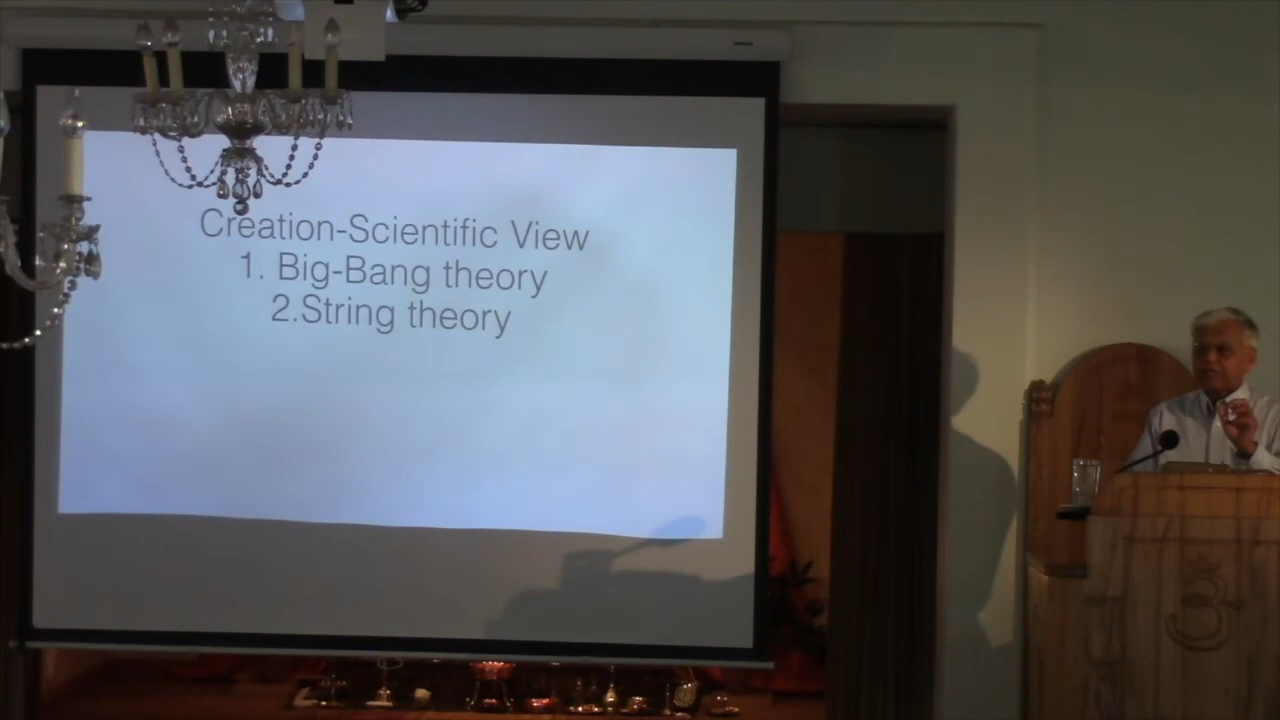 Creation-Scientific View
1. Big-Bang theory
2.String theory
ॐ